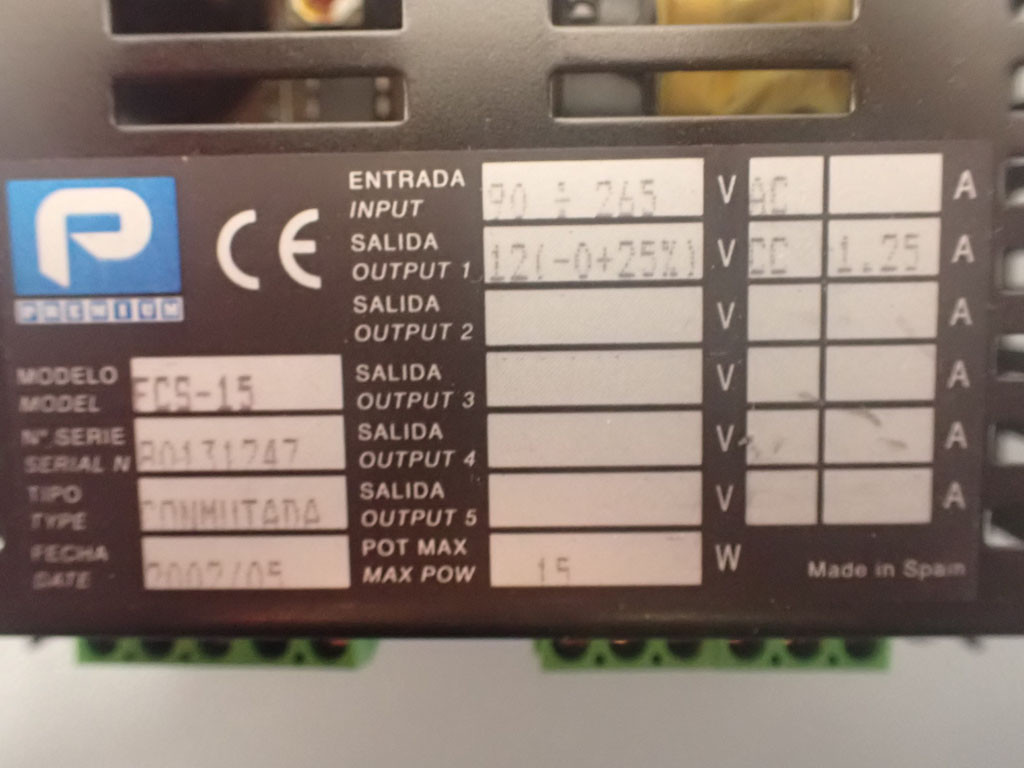 P
PREMIUM
CE
ENTRADA
INPUT 90 ÷ 265 V AC A
SALIDA
OUTPUT 1 12(-0+25%) V CC 1.25 A
SALIDA
OUTPUT 2 V A
SALIDA
OUTPUT 3 V A
SALIDA
OUTPUT 4 V A
SALIDA
OUTPUT 5 V A
POT MAX
MAX POW 15 W
MODELO
MODEL FCS-15
Nº SERIE
SERIAL N 80131747
TIPO
TYPE CONMUTADA
FECHA
DATE 2002/05
Made in Spain